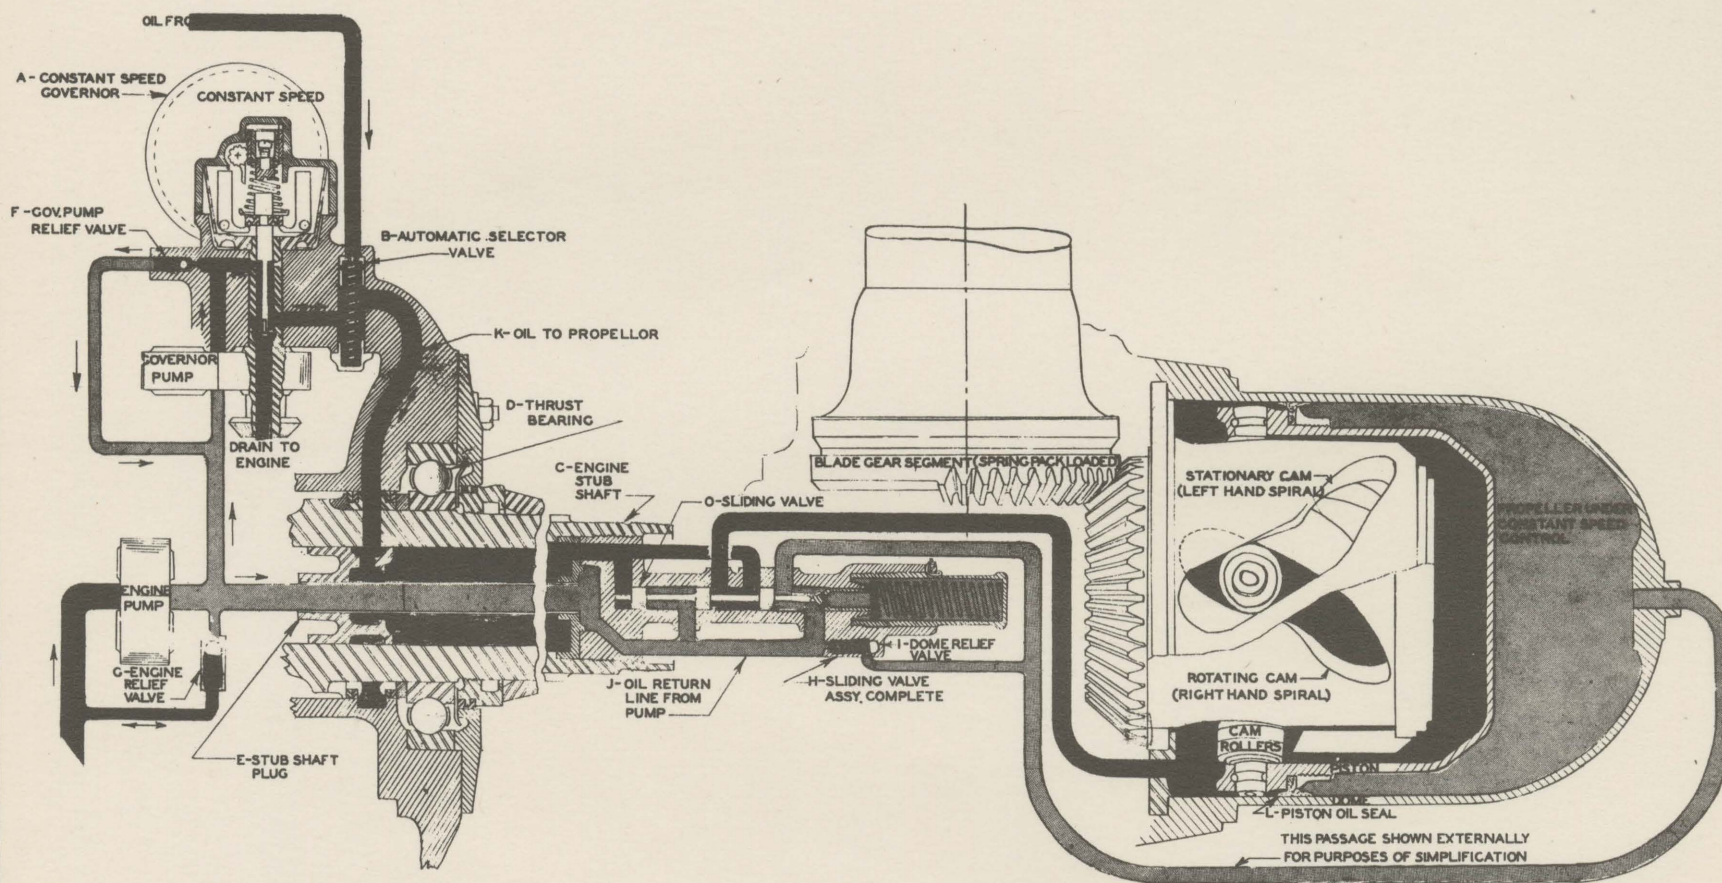 OIL FRO
A - CONSTANT SPEED
GOVERNOR
CONSTANT SPEED
F - GOV. PUMP
RELIEF VALVE
B-AUTOMATIC SELECTOR
VALVE
K- OIL TO PROPELLOR
GOVERNOR
PUMP
D-THRUST
BEARING
DRAIN TO
ENGINE
C-ENGINE
STUB
SHAFT
O-SLIDING VALVE
BLADE GEAR SEGMENT (SPRING PACK LOADED)
STATIONARY CAM
(LEFT HAND SPIRAL)
PROPELLER UNDER
CONSTANT SPEED
CONTROL
ENGINE
PUMP
G-ENGINE
RELIEF
VALVE
J-OIL RETURN
LINE FROM
PUMP
I-DOME RELIEF
VALVE
H-SLIDING VALVE
ASSY, COMPLETE
ROTATING CAM
(RIGHT HAND SPIRAL)
CAM
ROLLERS
E-STUB SHAFT
PLUG
PISTON
DOME
L-PISTON OIL SEAL
THIS PASSAGE SHOWN EXTERNALLY
FOR PURPOSES OF SIMPLIFICATION